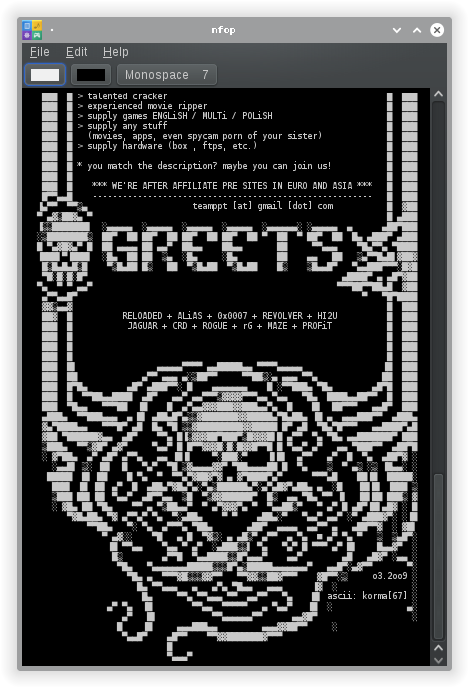 nfop
File Edit Help
Monospace 7
> talented cracker
> experienced movie ripper
> supply games ENGLiSH / MULTi / POLiSH
> supply any stuff
(movies, apps, even spycam porn of your sister)
> supply hardware (box , ftps, etc.)
* you match the description? maybe you can join us!
*** WE'RE AFTER AFFILIATE PRE SITES IN EURO AND ASIA ***
-------------------------------------------------------
teamppt [at] gmail [dot] com
GREETS
RELOADED + ALiAS + 0x0007 + REVOLVER + HI2U
JAGUAR + CRD + ROGUE + rG + MAZE + PROFiT
o3.2oo9
ascii: korma[67]